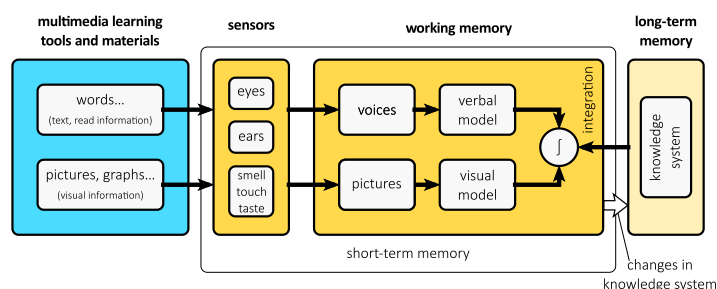 multimedia learning
tools and materials
sensors
working memory
long-term
memory
words...
(text, read information)
pictures, graphs...
(visual information)
eyes
ears
smell
touch
taste
voices
verbal
model
pictures
visual
model
integration
∫
knowledge
system
short-term memory
changes in
knowledge system